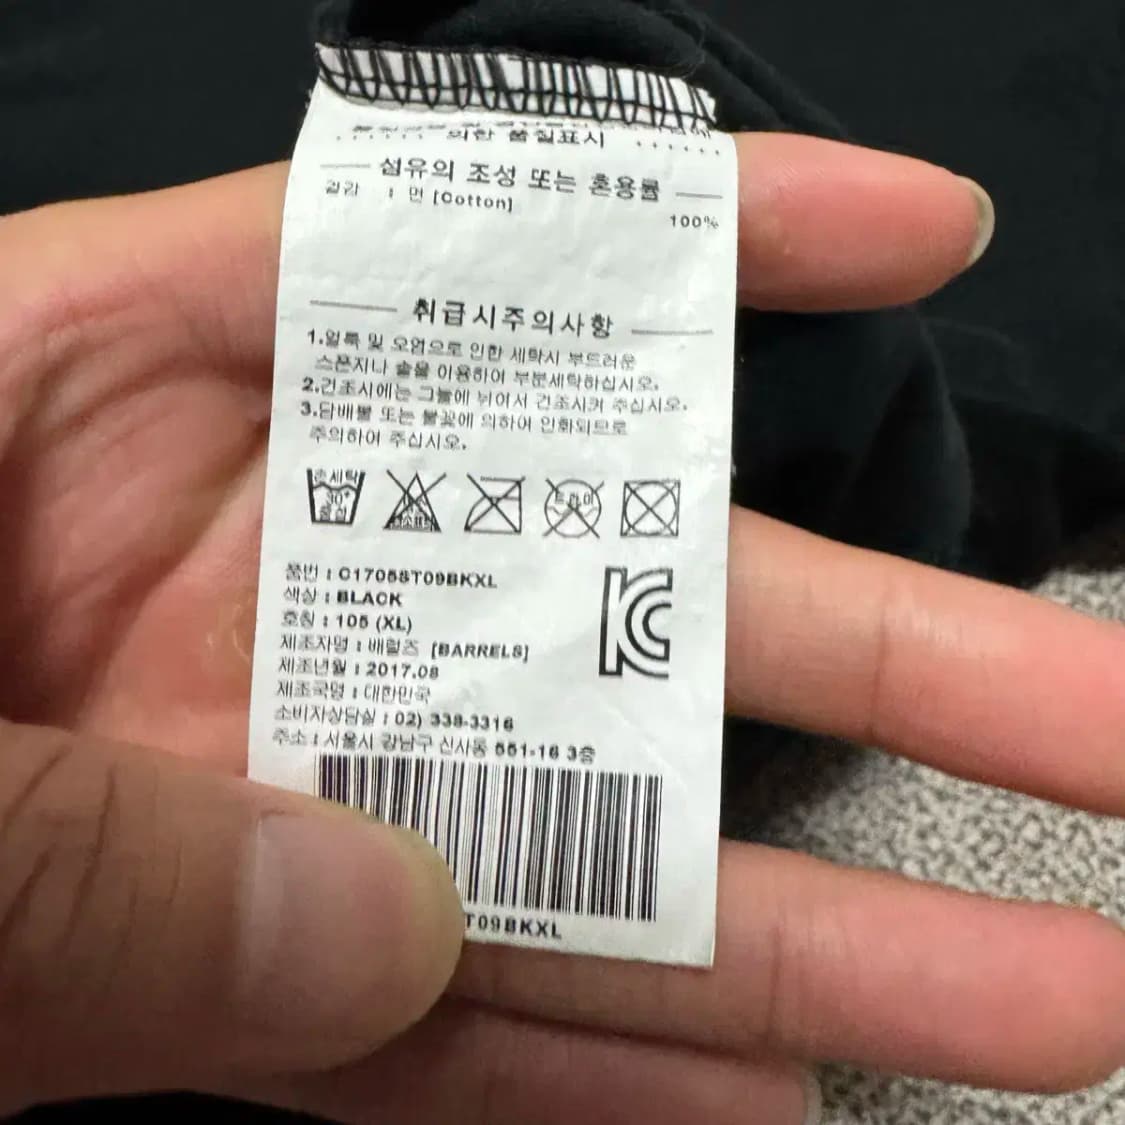 의한 품질표시
섬유의 조성 또는 혼용률
겉감 : 면 [Cotton]
100%
취급시주의사항
1.얼룩 및 오염으로 인한 세탁시 부드러운
스폰지나 솔을 이용하여 부분세탁하십시오.
2.건조시에는 그늘에 뉘어서 건조시켜 주십시오.
3.담배불 또는 불꽃에 의하여 인화되므로
주의하여 주십시오.
손세탁
30°
중성
염소표백
드라이
품번 : C1705ST09BKXL
색상 : BLACK
호칭 : 105 (XL)
제조자명 : 배럴즈 [BARRELS]
제조년월 : 2017.08
제조국명 : 대한민국
소비자상담실 : 02) 338-3316
주소 : 서울시 강남구 신사동 551-16 3층
T09BKXL